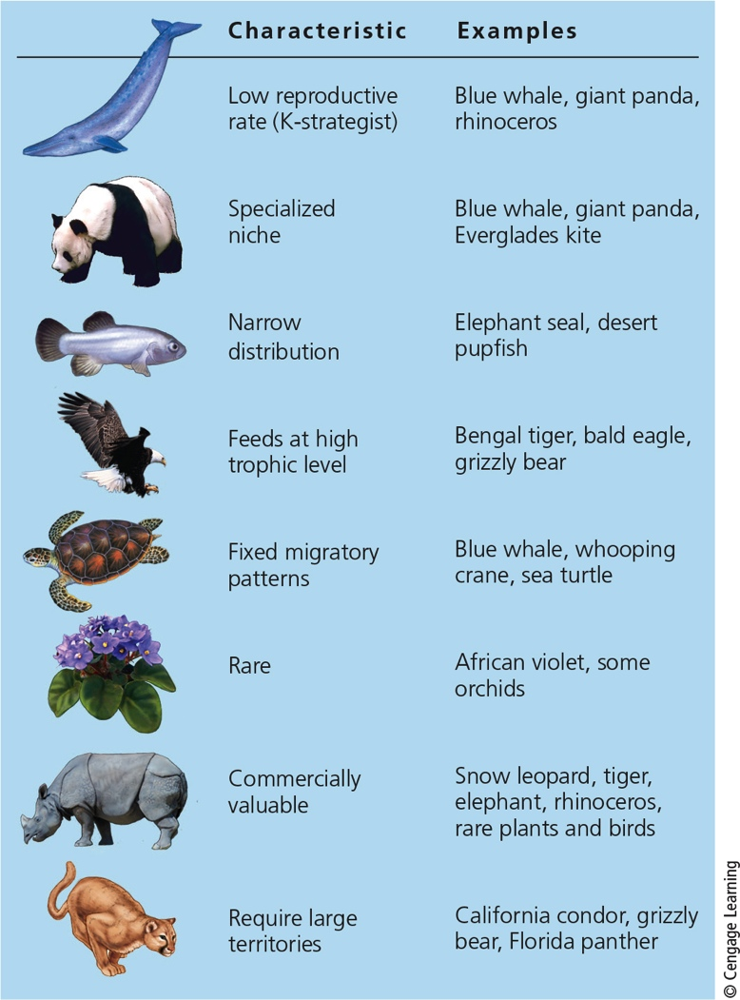 Characteristic Examples
Low reproductive Blue whale, giant panda,
rate (K-strategist) rhinoceros
Specialized Blue whale, giant panda,
niche Everglades kite
Narrow Elephant seal, desert
distribution pupfish
Feeds at high Bengal tiger, bald eagle,
trophic level grizzly bear
Fixed migratory Blue whale, whooping
patterns crane, sea turtle
Rare African violet, some
orchids
Commercially Snow leopard, tiger,
valuable elephant, rhinoceros,
rare plants and birds
Require large California condor, grizzly
territories bear, Florida panther
© Cengage Learning